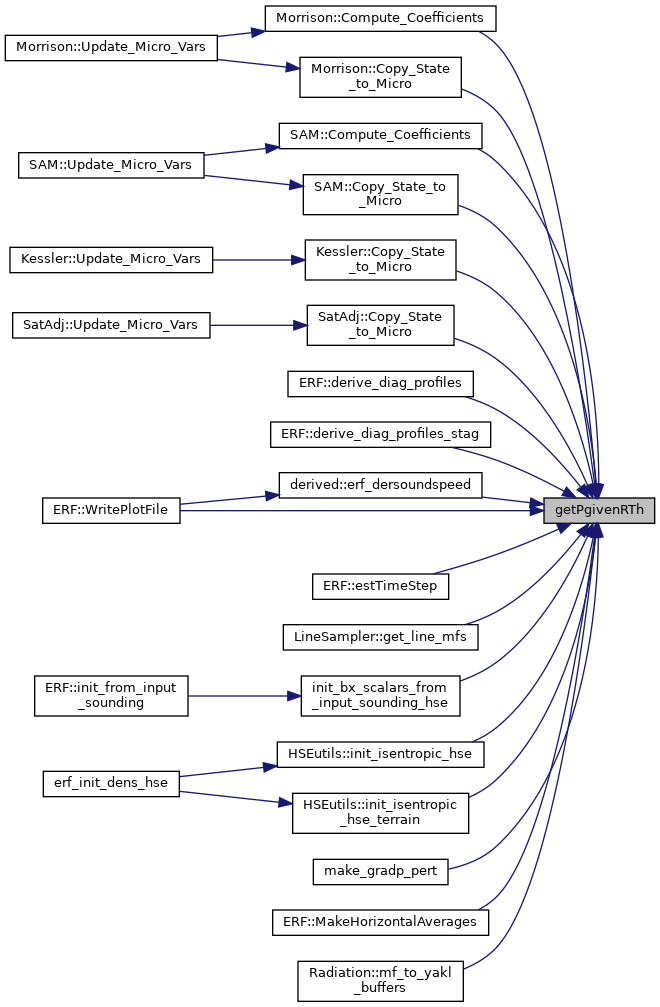 Morrison::Compute_Coefficients
Morrison::Update_Micro_Vars
Morrison::Copy_State
_to_Micro
SAM::Compute_Coefficients
SAM::Update_Micro_Vars
SAM::Copy_State_to
_Micro
Kessler::Copy_State
_to_Micro
Kessler::Update_Micro_Vars
SatAdj::Copy_State
_to_Micro
SatAdj::Update_Micro_Vars
ERF::derive_diag_profiles
ERF::derive_diag_profiles_stag
derived::erf_dersoundspeed
ERF::WritePlotFile
getPgivenRTh
ERF::estTimeStep
LineSampler::get_line_mfs
ERF::init_from_input
_sounding
init_bx_scalars_from
_input_sounding_hse
HSEutils::init_isentropic_hse
erf_init_dens_hse
HSEutils::init_isentropic
_hse_terrain
make_gradp_pert
ERF::MakeHorizontalAverages
Radiation::mf_to_yakl
_buffers